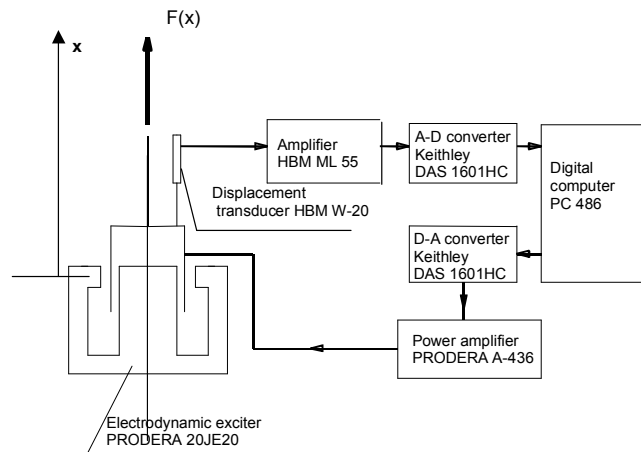 F(x)
x
Amplifier
HBM ML 55
A-D converter
Keithley
DAS 1601HC
Digital
computer
PC 486
Displacement
transducer HBM W-20
D-A converter
Keithley
DAS 1601HC
Power amplifier
PRODERA A-436
Electrodynamic exciter
PRODERA 20JE20